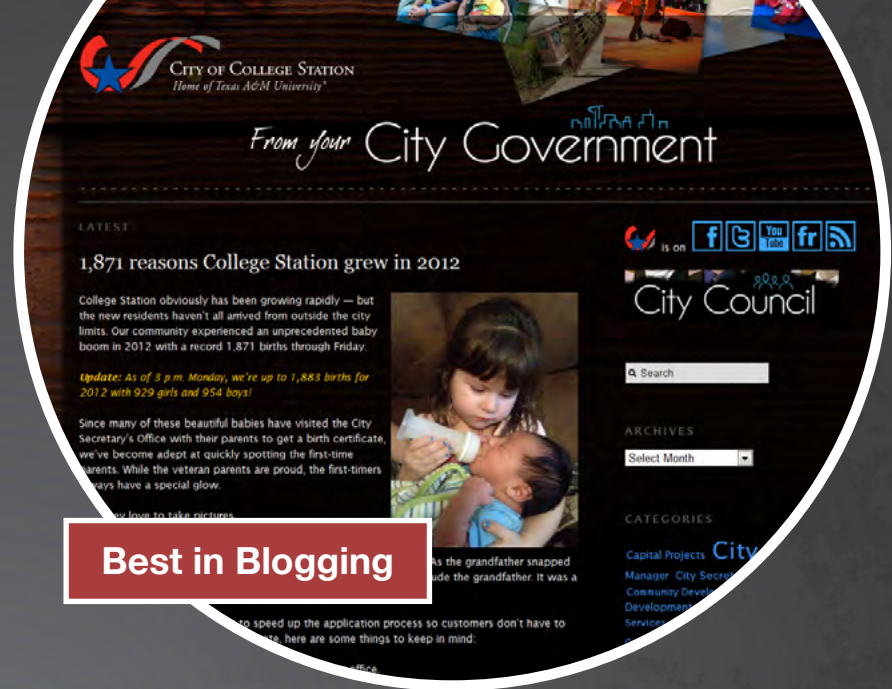 CITY OF COLLEGE STATION
Home of Texas A&M University*
From your City Government
LATEST
1,871 reasons College Station grew in 2012
College Station obviously has been growing rapidly — but
the new residents haven't all arrived from outside the city
limits. Our community experienced an unprecedented baby
boom in 2012 with a record 1,871 births through Friday.
Update: As of 3 p.m. Monday, we're up to 1,883 births for
2012 with 929 girls and 954 boys!
Since many of these beautiful babies have visited the City
Secretary's Office with their parents to get a birth certificate,
we've become adept at quickly spotting the first-time
parents. While the veteran parents are proud, the first-timers
always have a special glow.
love to take pictures
As the grandfather snapped
the grandfather. It was a
to speed up the application process so customers don't have to
here are some things to keep in mind:
office.
is on f You Tube fr
City Council
Search
ARCHIVES
Select Month
CATEGORIES
Capital Projects City
Manager City
Community
Development
Services
Best in Blogging